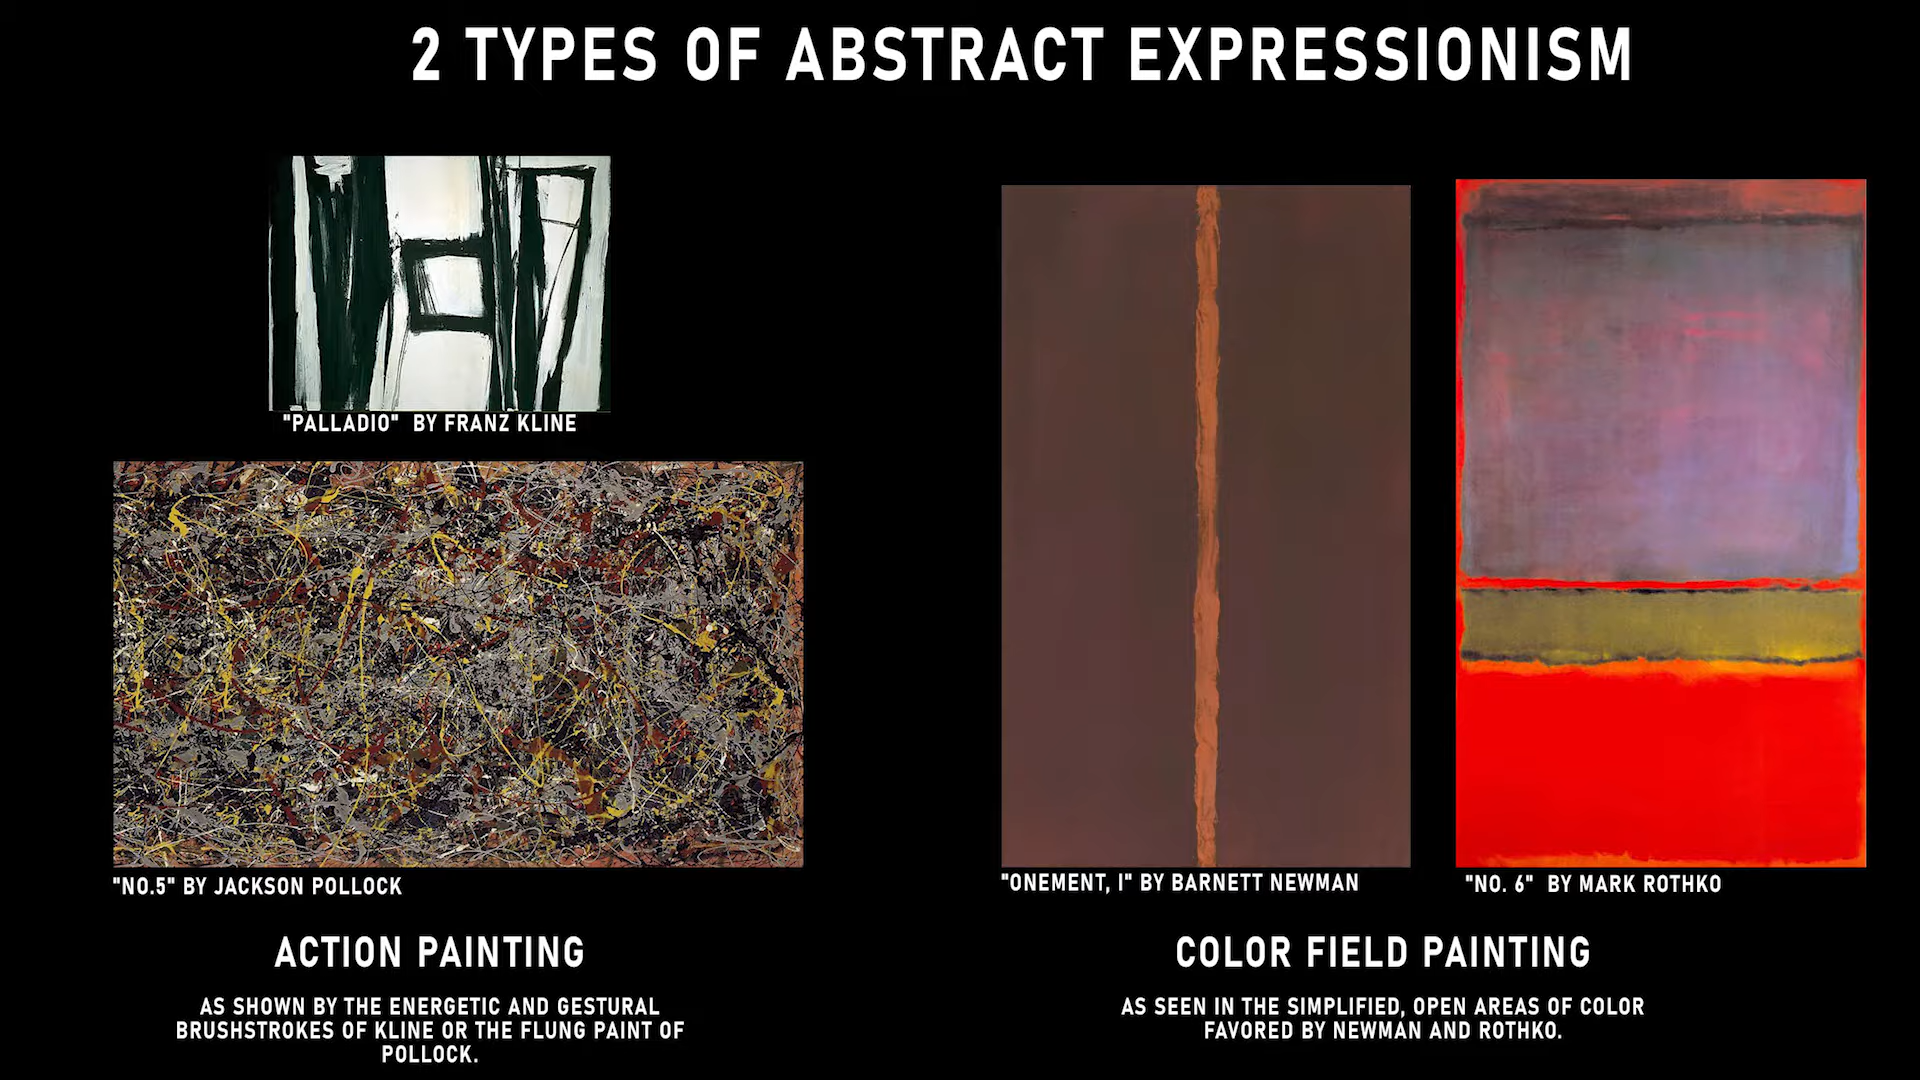 2 TYPES OF ABSTRACT EXPRESSIONISM
"PALLADIO" BY FRANZ KLINE
"NO.5" BY JACKSON POLLOCK
ACTION PAINTING
AS SHOWN BY THE ENERGETIC AND GESTURAL
BRUSHSTROKES OF KLINE OR THE FLUNG PAINT OF
POLLOCK.
"ONEMENT, I" BY BARNETT NEWMAN
"NO. 6" BY MARK ROTHKO
COLOR FIELD PAINTING
AS SEEN IN THE SIMPLIFIED, OPEN AREAS OF COLOR
FAVORED BY NEWMAN AND ROTHKO.